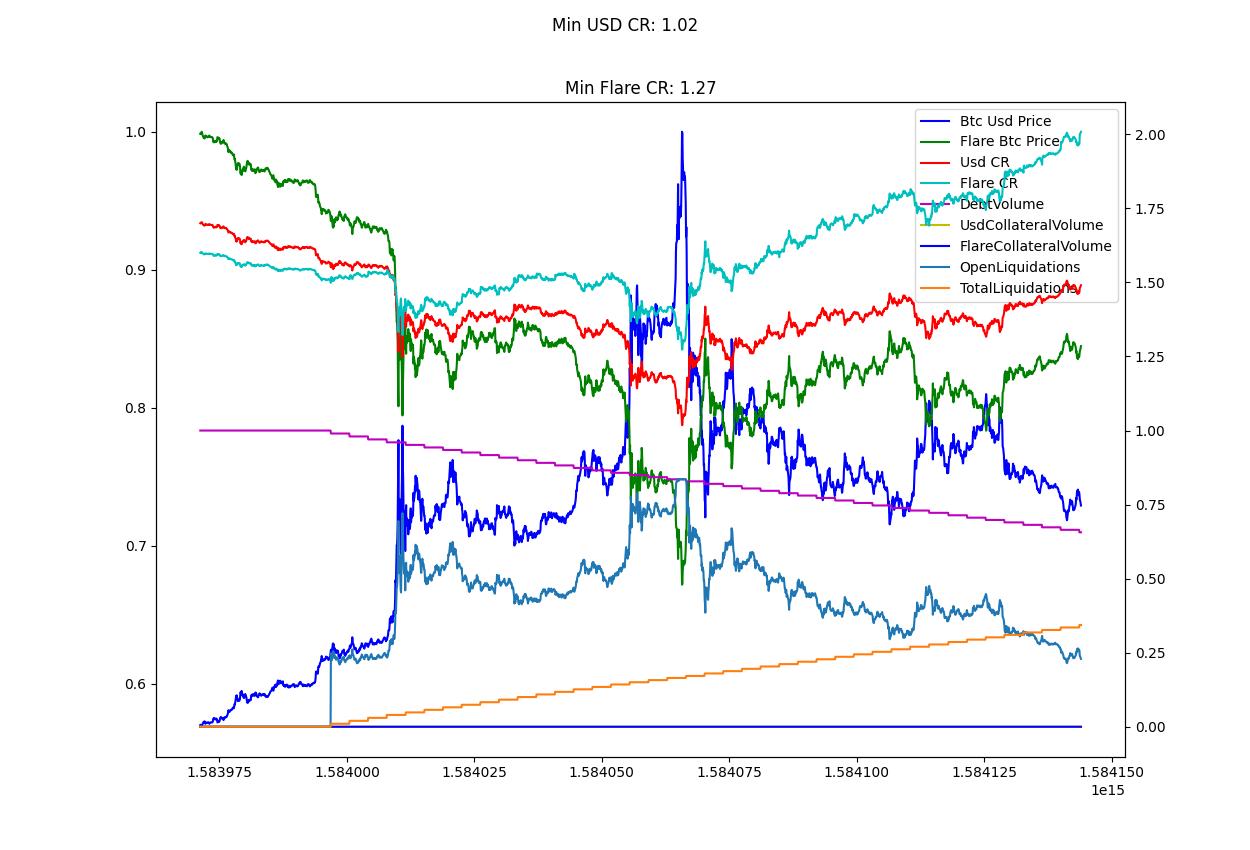 Min USD CR: 1.02
Min Flare CR: 1.27
1.0
0.9
0.8
0.7
0.6
2.00
1.75
1.50
1.25
1.00
0.75
0.50
0.25
0.00
Btc Usd Price
Flare Btc Price
Usd CR
Flare CR
DebtVolume
UsdCollateralVolume
FlareCollateralVolume
OpenLiquidations
TotalLiquidations
1.583975 1.584000 1.584025 1.584050 1.584075 1.584100 1.584125 1.584150
1e15